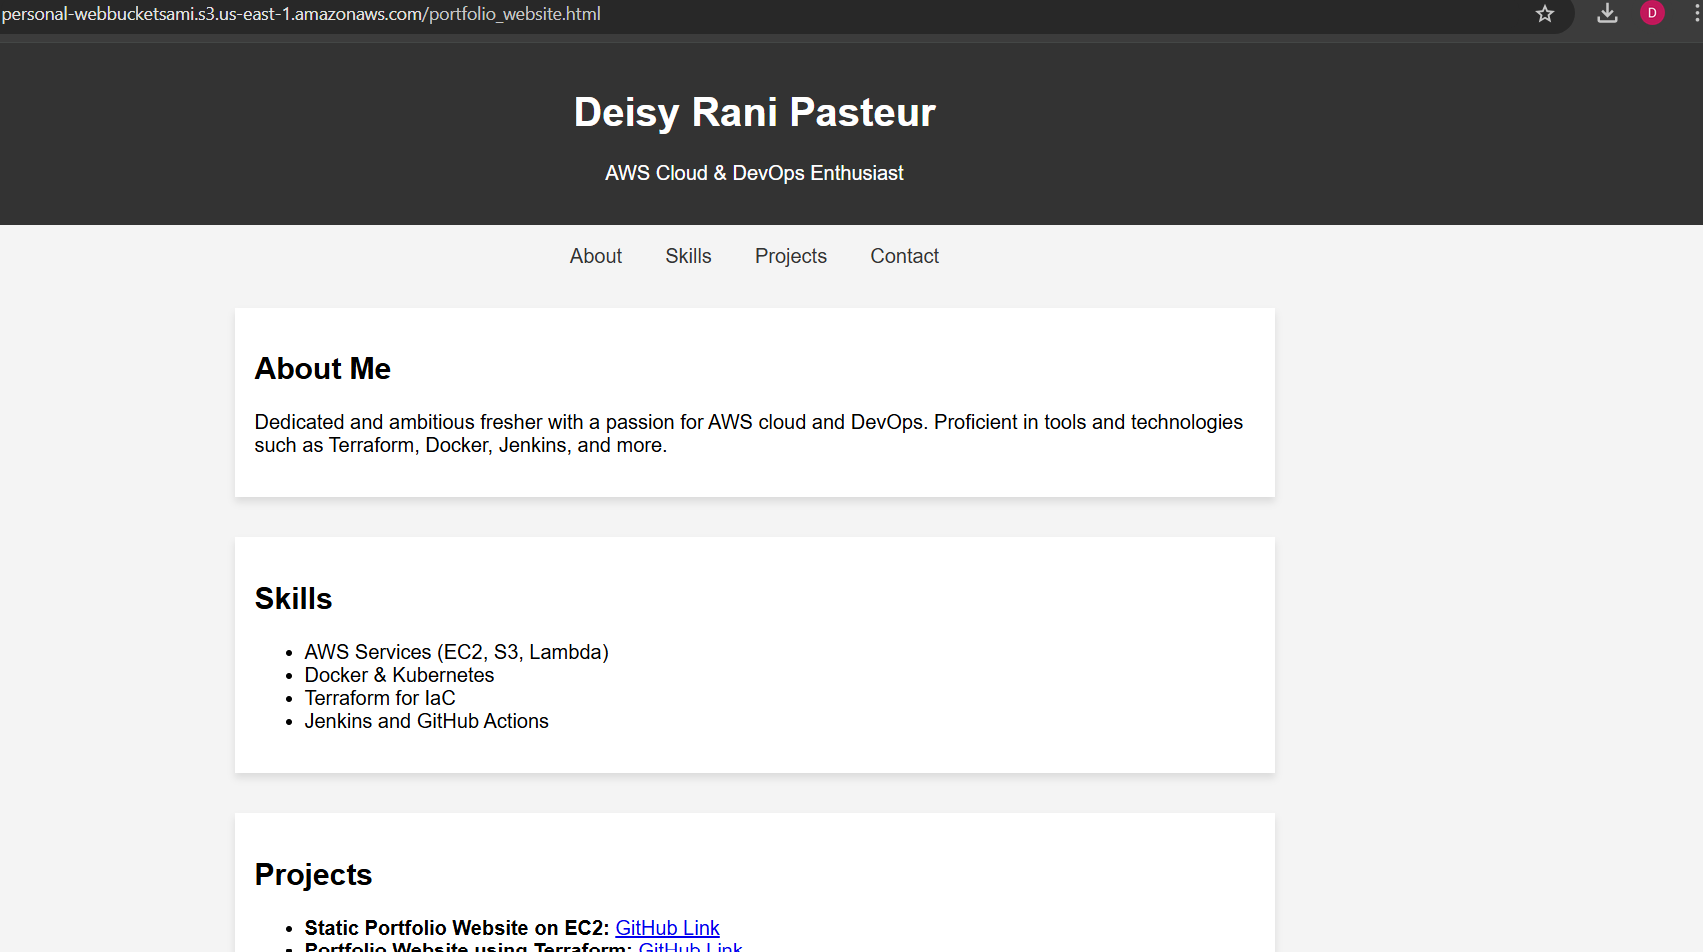 personal-webbucketsami.s3.us-east-1.amazonaws.com/portfolio_website.html
D
Deisy Rani Pasteur
AWS Cloud & DevOps Enthusiast
About Skills Projects Contact
About Me
Dedicated and ambitious fresher with a passion for AWS cloud and DevOps. Proficient in tools and technologies
such as Terraform, Docker, Jenkins, and more.
Skills
• AWS Services (EC2, S3, Lambda)
• Docker & Kubernetes
• Terraform for IaC
• Jenkins and GitHub Actions
Projects
• Static Portfolio Website on EC2: GitHub Link
• Portfolio Website using Terraform: GitHub Link